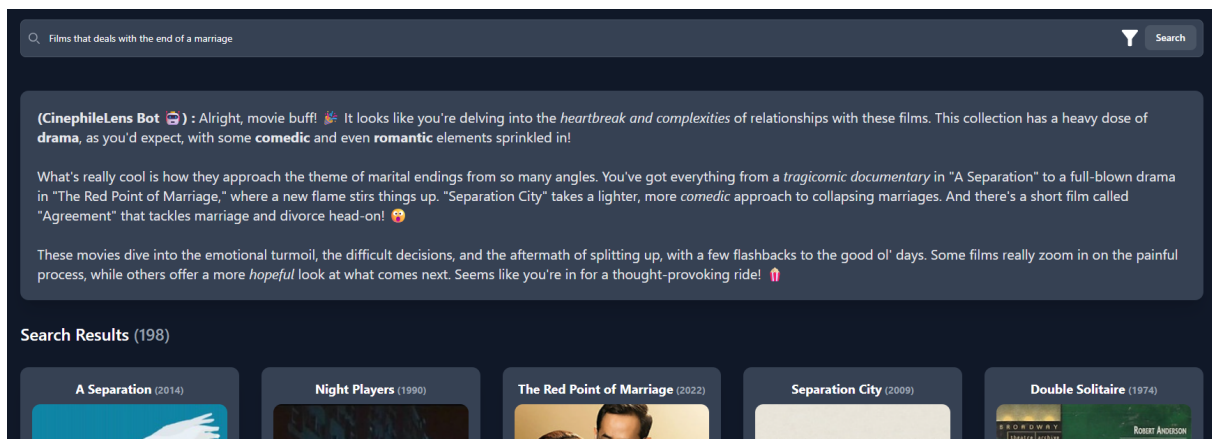 Films that deals with the end of a marriage
Search
(CinephileLens Bot 🤖) : Alright, movie buff! 🎉 It looks like you're delving into the heartbreak and complexities of relationships with these films. This collection has a heavy dose of
drama, as you'd expect, with some comedic and even romantic elements sprinkled in!
What's really cool is how they approach the theme of marital endings from so many angles. You've got everything from a tragicomic documentary in "A Separation" to a full-blown drama
in "The Red Point of Marriage," where a new flame stirs things up. "Separation City" takes a lighter, more comedic approach to collapsing marriages. And there's a short film called
"Agreement" that tackles marriage and divorce head-on! 😲
These movies dive into the emotional turmoil, the difficult decisions, and the aftermath of splitting up, with a few flashbacks to the good ol' days. Some films really zoom in on the painful
process, while others offer a more hopeful look at what comes next. Seems like you're in for a thought-provoking ride! 🍿
Search Results (198)
A Separation (2014)
Night Players (1990)
The Red Point of Marriage (2022)
Separation City (2009)
Double Solitaire (1974)
BROADWAY
theatre archive
ROBERT ANDERSON